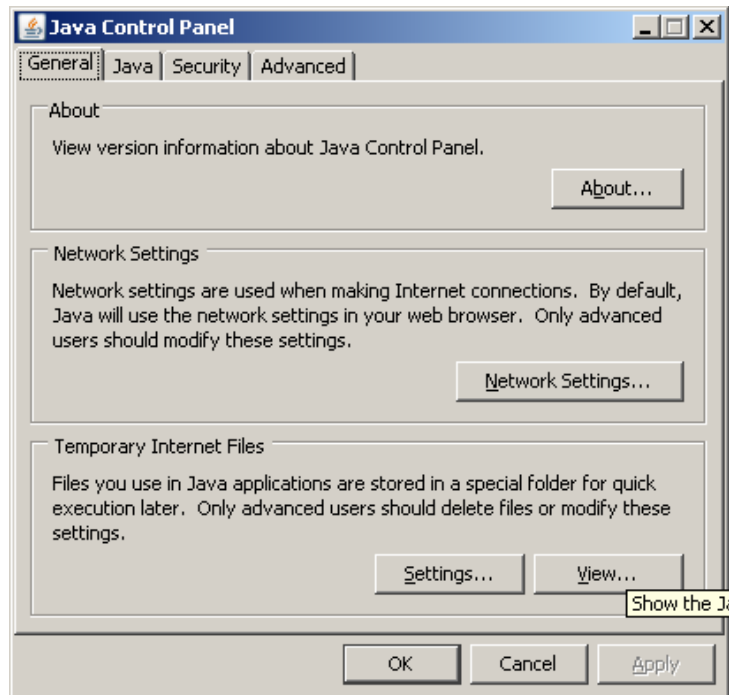 Java Control Panel
General Java Security Advanced
About
View version information about Java Control Panel.
About...
Network Settings
Network settings are used when making Internet connections.  By default,
Java will use the network settings in your web browser.  Only advanced
users should modify these settings.
Network Settings...
Temporary Internet Files
Files you use in Java applications are stored in a special folder for quick
execution later.  Only advanced users should delete files or modify these
settings.
Settings... View...
Show the
OK Cancel Apply